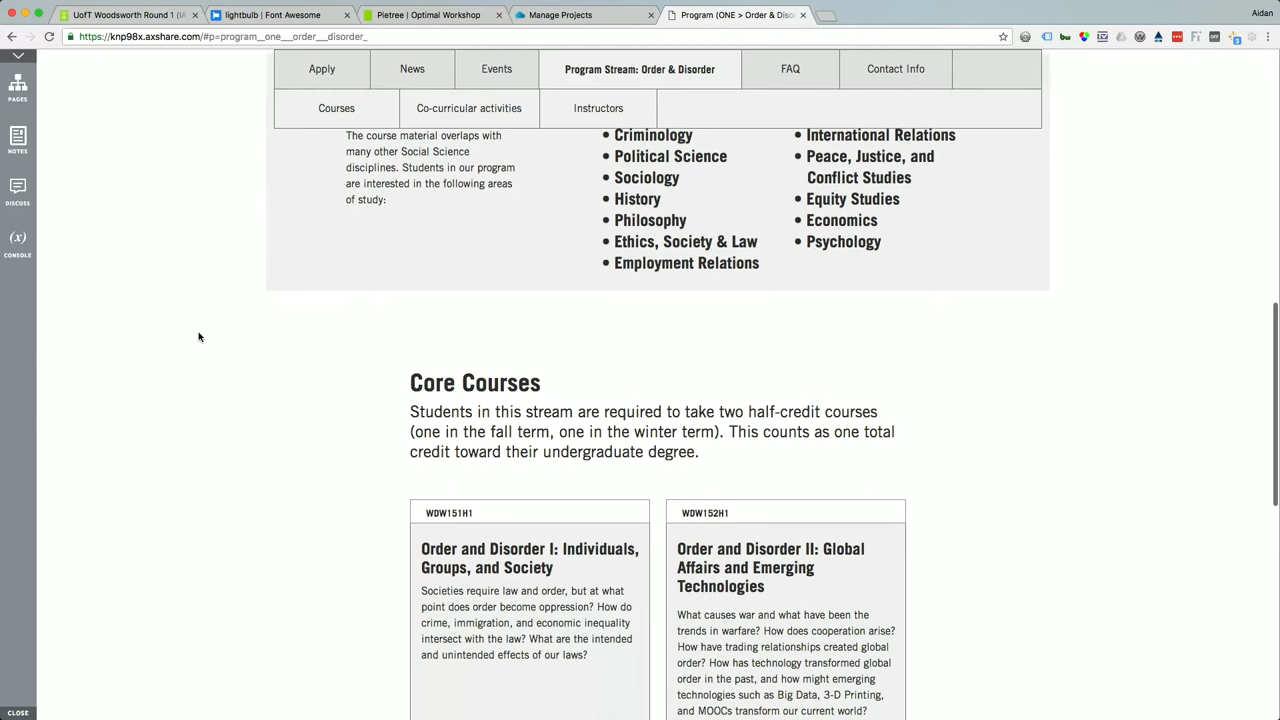 UofT Woodsworth Round 1 (IA
lightbulb | Font Awesome
Pietree | Optimal Workshop
Manage Projects
Program (ONE > Order & Diso
Aidan
https://knp98x.axshare.com/#p=program__one___order___disorder_
Apply
News
Events
Program Stream: Order & Disorder
FAQ
Contact Info
Courses
Co-curricular activities
Instructors
PAGES
NOTES
DISCUSS
(x)
CONSOLE
CLOSE
The course material overlaps with
many other Social Science
disciplines. Students in our program
are interested in the following areas
of study:
• Criminology
• Political Science
• Sociology
• History
• Philosophy
• Ethics, Society & Law
• Employment Relations
• International Relations
• Peace, Justice, and
Conflict Studies
• Equity Studies
• Economics
• Psychology
Core Courses
Students in this stream are required to take two half-credit courses
(one in the fall term, one in the winter term). This counts as one total
credit toward their undergraduate degree.
WDW151H1
Order and Disorder I: Individuals,
Groups, and Society
Societies require law and order, but at what
point does order become oppression? How do
crime, immigration, and economic inequality
intersect with the law? What are the intended
and unintended effects of our laws?
WDW152H1
Order and Disorder II: Global
Affairs and Emerging
Technologies
What causes war and what have been the
trends in warfare? How does cooperation arise?
How have trading relationships created global
order? How has technology transformed global
order in the past, and how might emerging
technologies such as Big Data, 3-D Printing,
and MOOCs transform our current world?